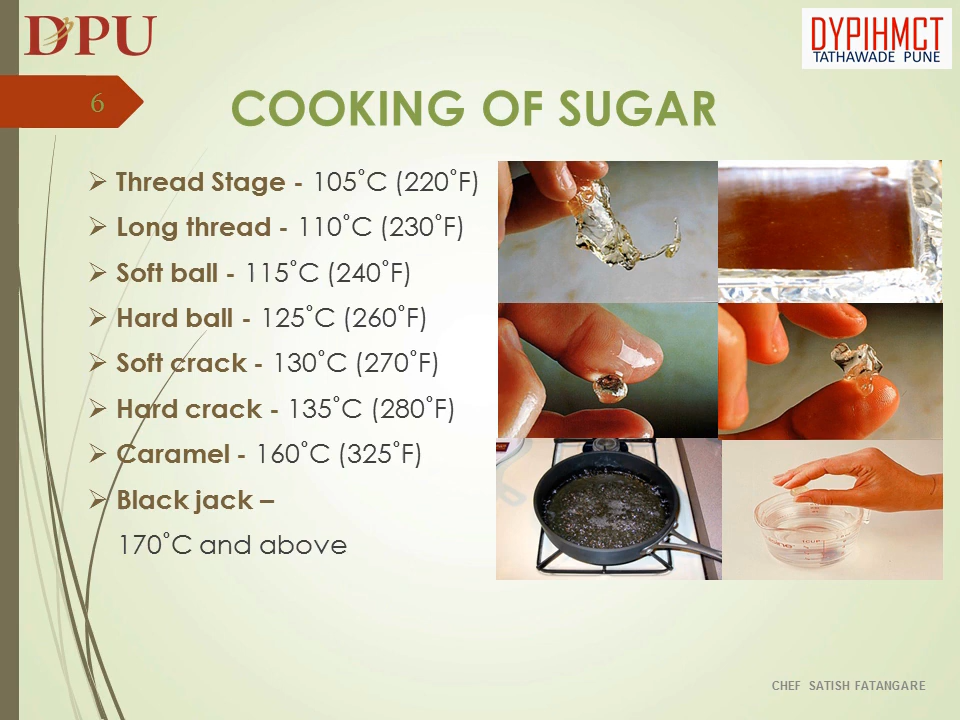 DPU
DYPIHMCT
TATHAWADE PUNE
6
COOKING OF SUGAR
Thread Stage - 105˚C (220˚F)
Long thread - 110˚C (230˚F)
Soft ball - 115˚C (240˚F)
Hard ball - 125˚C (260˚F)
Soft crack - 130˚C (270˚F)
Hard crack - 135˚C (280˚F)
Caramel - 160˚C (325˚F)
Black jack –
170˚C and above
CHEF SATISH FATANGARE